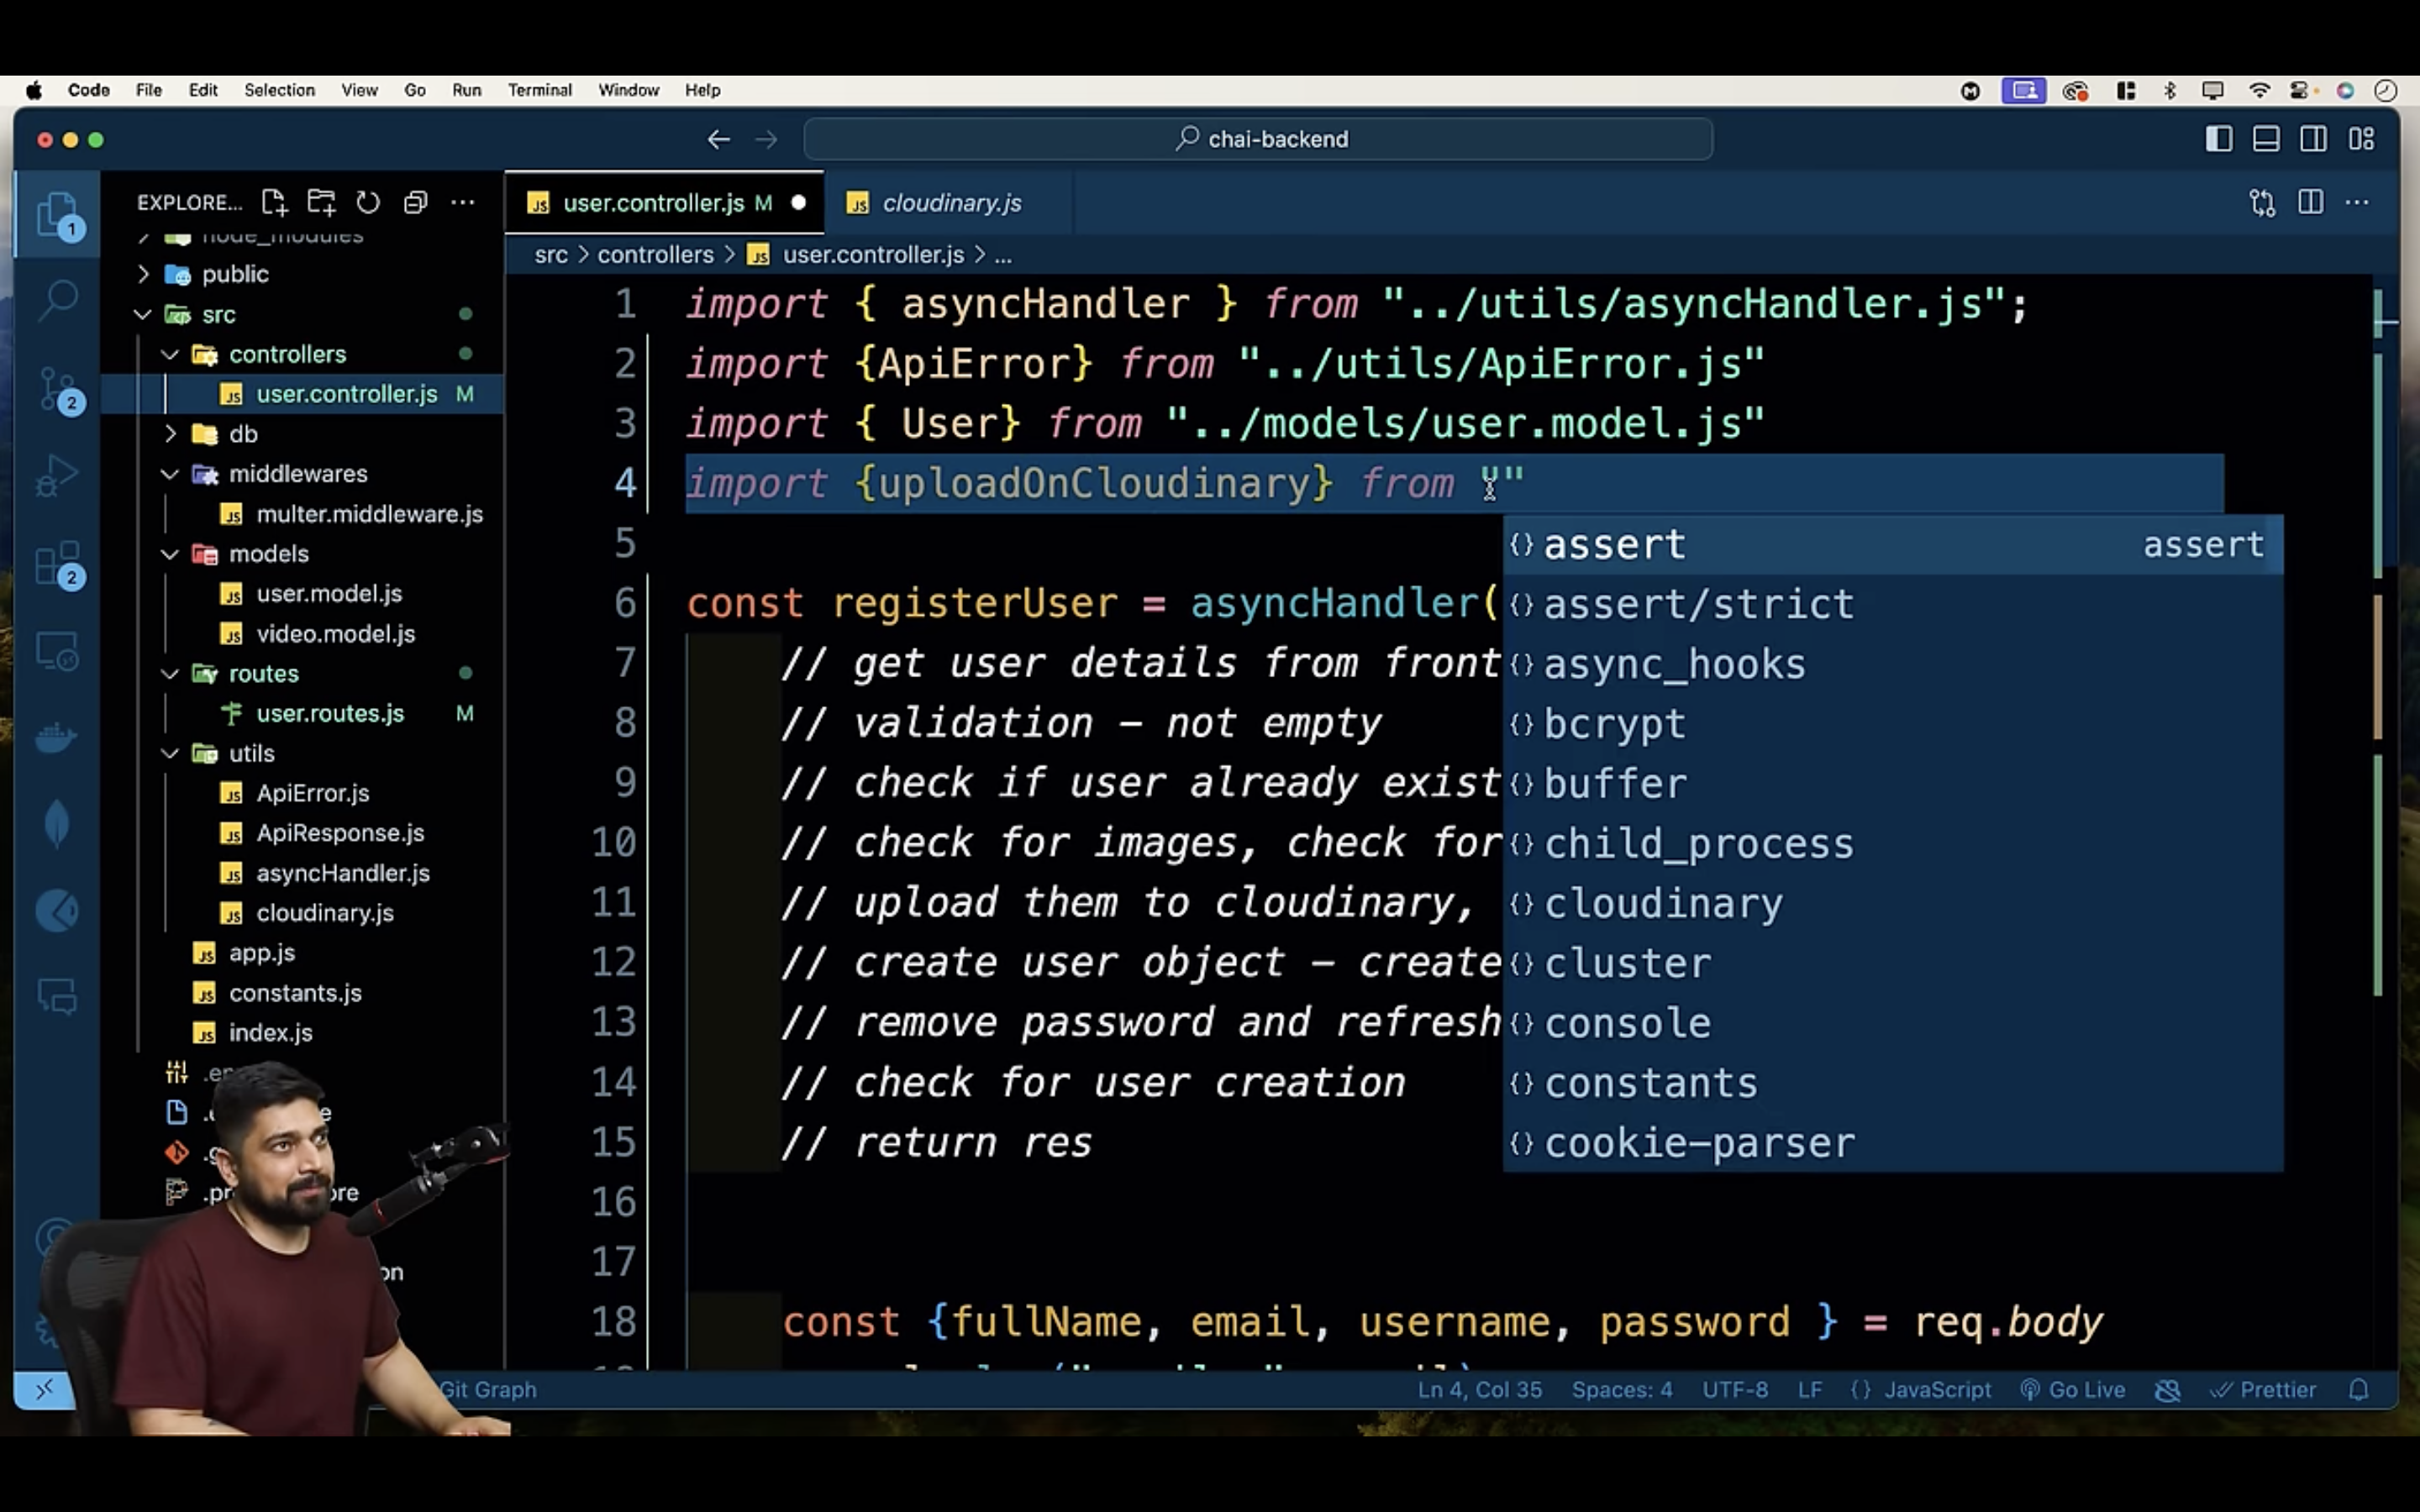 Code File Edit Selection View Go Run Terminal Window Help
chai-backend
EXPLORE...
user.controller.js M
cloudinary.js
src > controllers > user.controller.js > ...
node_modules
public
src
controllers
user.controller.js M
db
middlewares
multer.middleware.js
models
user.model.js
video.model.js
routes
user.routes.js M
utils
ApiError.js
ApiResponse.js
asyncHandler.js
cloudinary.js
app.js
constants.js
index.js
1
2
2
1 import { asyncHandler } from "../utils/asyncHandler.js";
2 import {ApiError} from "../utils/ApiError.js"
3 import { User} from "../models/user.model.js"
4 import {uploadOnCloudinary} from ""
5
6 const registerUser = asyncHandler(
7 // get user details from front
8 // validation - not empty
9 // check if user already exist
10 // check for images, check for
11 // upload them to cloudinary,
12 // create user object - create
13 // remove password and refresh
14 // check for user creation
15 // return res
16
17
18 const {fullName, email, username, password } = req.body
assert assert
assert/strict
async_hooks
bcrypt
buffer
child_process
cloudinary
cluster
console
constants
cookie-parser
Git Graph
Ln 4, Col 35 Spaces: 4 UTF-8 LF {} JavaScript Go Live Prettier